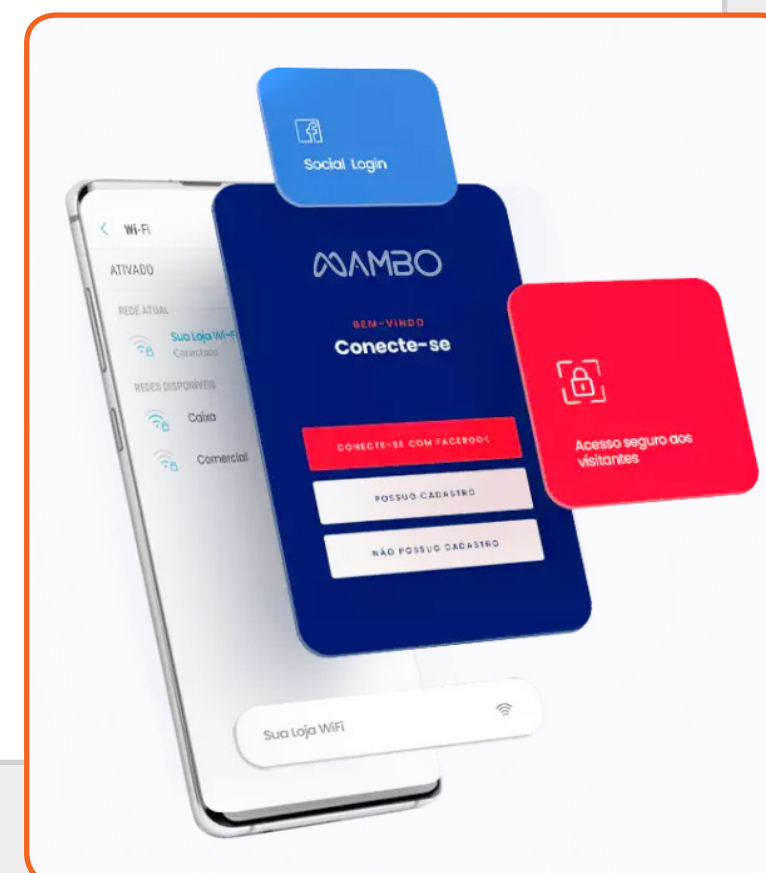 Social Login
Wi-Fi
ATIVADO
REDE ATUAL
Sua Loja Wi-Fi
Conectado
REDES DISPONÍVEIS
Caixa
Comercial
MAMBO
BEM-VINDO
Conecte-se
CONECTE-SE COM FACEBOOK
POSSUO CADASTRO
NÃO POSSUO CADASTRO
Acesso seguro aos
visitantes
Sua Loja WiFi